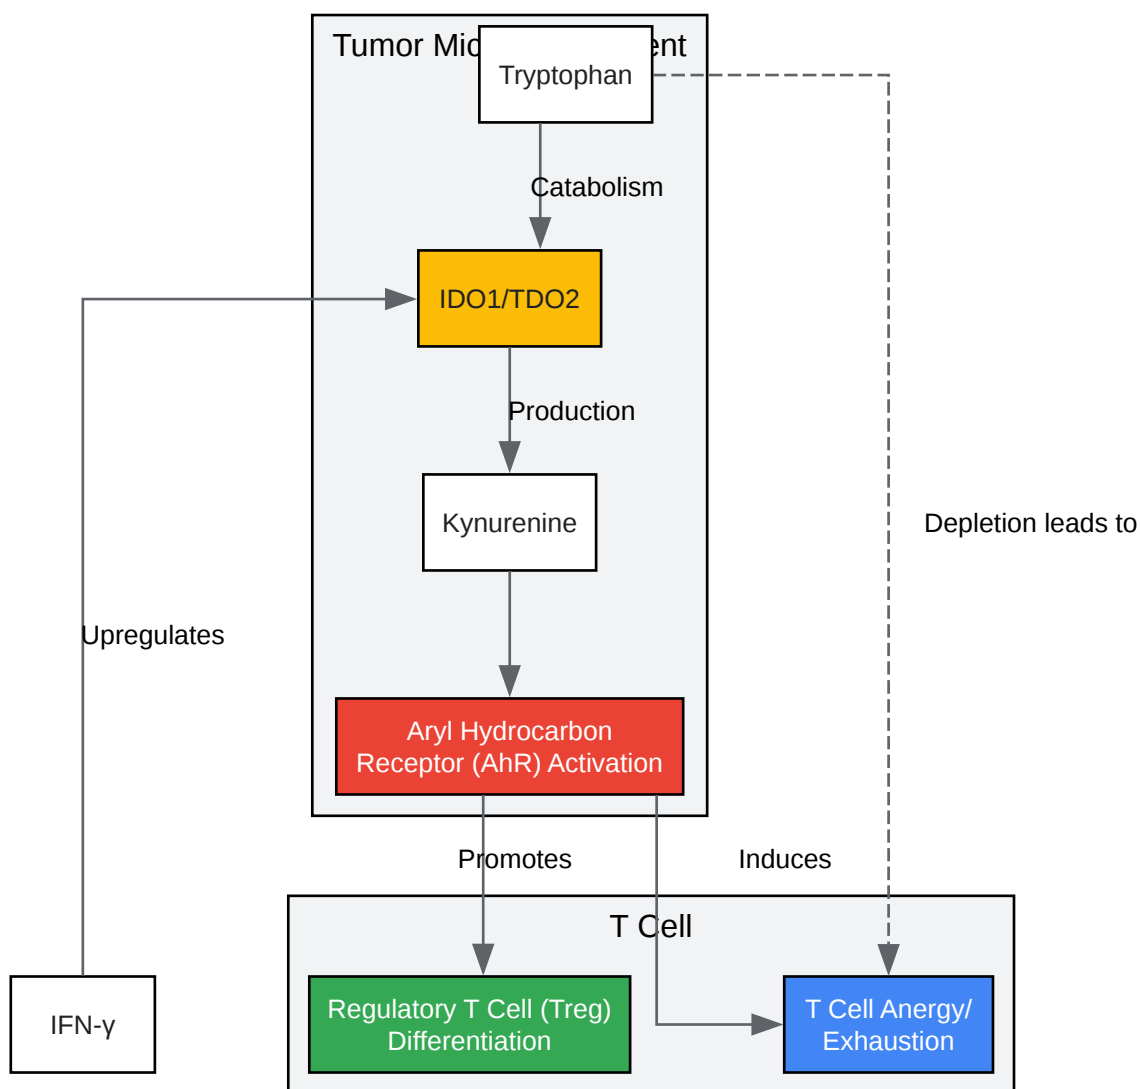 Tumor Mic ent
Tryptophan
Catabolism
IDO1/TDO2
Production
Kynurenine
Depletion leads to
Upregulates
Aryl Hydrocarbon
Receptor (AhR) Activation
Promotes
Induces
T Cell
IFN-γ
Regulatory T Cell (Treg)
Differentiation
T Cell Anergy/
Exhaustion